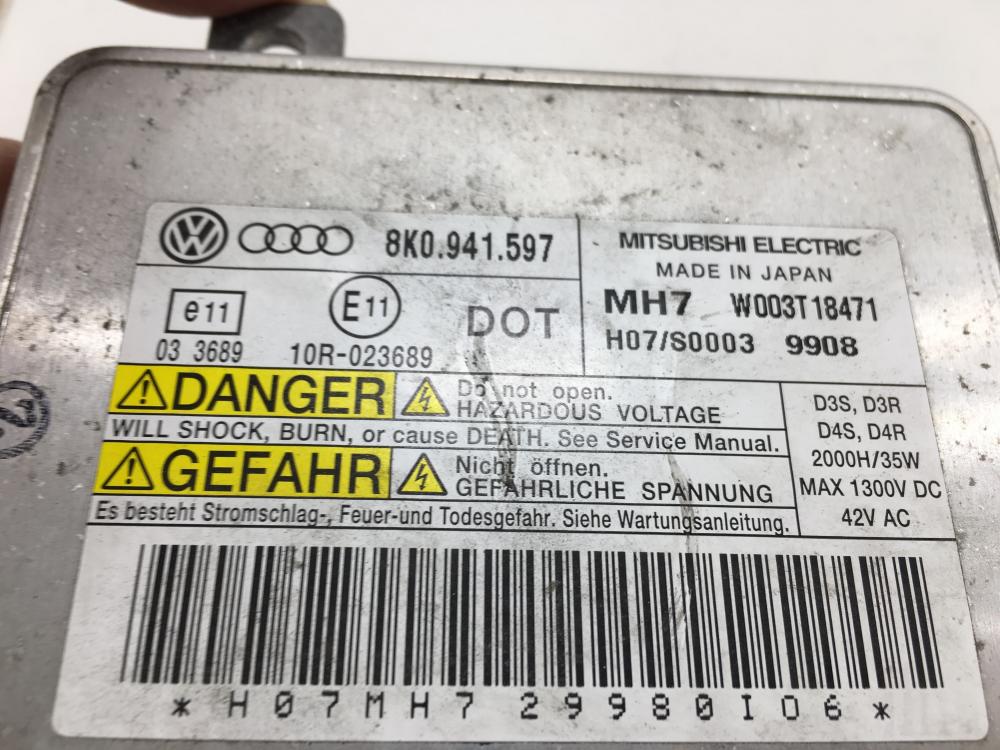 8K0.941.597
MITSUBISHI ELECTRIC
MADE IN JAPAN
MH7 W003T18471
H07/S0003 9908
e11
E11
DOT
03 3689
10R-023689
DANGER
Do not open.
HAZARDOUS VOLTAGE
WILL SHOCK, BURN, or cause DEATH. See Service Manual.
GEFAHR
Nicht öffnen.
GEFÄHRLICHE SPANNUNG
Es besteht Stromschlag-, Feuer-und Todesgefahr. Siehe Wartungsanleitung.
D3S, D3R
D4S, D4R
2000H/35W
MAX 1300V DC
42V AC
*H07MH729980I06*